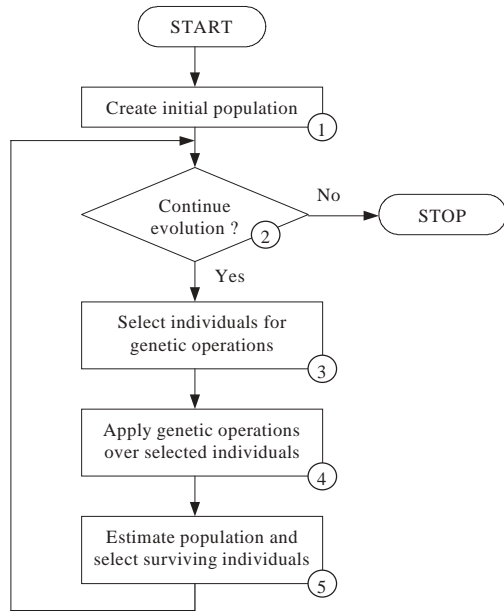 START
Create initial population
1
Continue
evolution ?
2
No
STOP
Yes
Select individuals for
genetic operations
3
Apply genetic operations
over selected individuals
4
Estimate population and
select surviving individuals
5